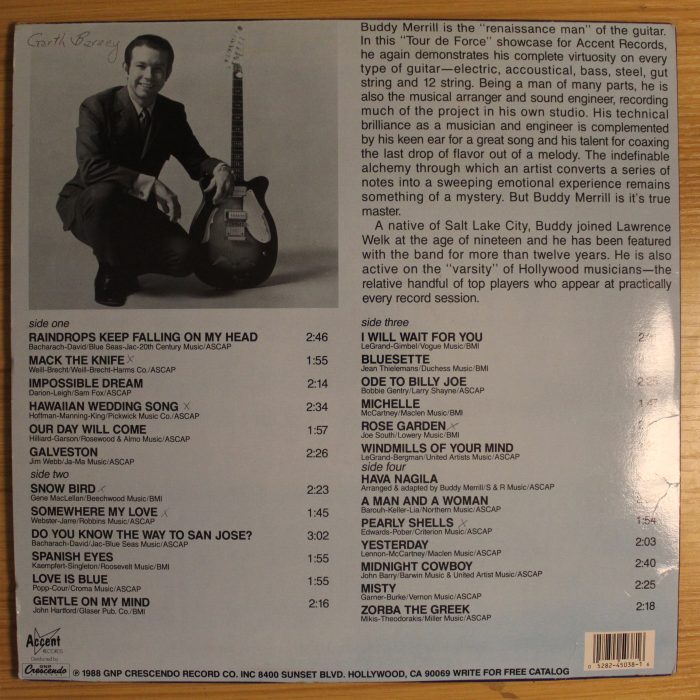 Garth Barney
Buddy Merrill is the "renaissance man" of the guitar.
In this "Tour de Force" showcase for Accent Records,
he again demonstrates his complete virtuosity on every
type of guitar—electric, accoustical, bass, steel, gut
string and 12 string. Being a man of many parts, he is
also the musical arranger and sound engineer, recording
much of the project in his own studio. His technical
brilliance as a musician and engineer is complemented
by his keen ear for a great song and his talent for coaxing
the last drop of flavor out of a melody. The indefinable
alchemy through which an artist converts a series of
notes into a sweeping emotional experience remains
something of a mystery. But Buddy Merrill is it's true
master.
A native of Salt Lake City, Buddy joined Lawrence
Welk at the age of nineteen and he has been featured
with the band for more than twelve years. He is also
active on the "varsity" of Hollywood musicians—the
relative handful of top players who appear at practically
every record session.
side one
RAINDROPS KEEP FALLING ON MY HEAD 2:46
Bacharach-David/Blue Seas-Jac-20th Century Music/ASCAP
MACK THE KNIFE x 1:55
Weill-Brecht/Weill-Brecht-Harms Co./ASCAP
IMPOSSIBLE DREAM 2:14
Darion-Leigh/Sam Fox/ASCAP
HAWAIIAN WEDDING SONG x 2:34
Hoffman-Manning-King/Pickwick Music Co./ASCAP
OUR DAY WILL COME 1:57
Hilliard-Garson/Rosewood & Almo Music/ASCAP
GALVESTON 2:26
Jim Webb/Ja-Ma Music/ASCAP
side two
SNOW BIRD x 2:23
Gene MacLellan/Beechwood Music/BMI
SOMEWHERE MY LOVE x 1:45
Webster-Jarre/Robbins Music/ASCAP
DO YOU KNOW THE WAY TO SAN JOSE? 3:02
Bacharach-David/Jac-Blue Seas Music/ASCAP
SPANISH EYES 1:55
Kaempfert-Singleton/Roosevelt Music/BMI
LOVE IS BLUE 1:55
Popp-Cour/Croma Music/ASCAP
GENTLE ON MY MIND 2:16
John Hartford/Glaser Pub. Co./BMI
side three
I WILL WAIT FOR YOU
LeGrand-Gimbel/Vogue Music/BMI
BLUESETTE
Jean Thielemans/Duchess Music/BMI
ODE TO BILLY JOE
Bobbie Gentry/Larry Shayne/ASCAP
MICHELLE
McCartney/Maclen Music/BMI
ROSE GARDEN x
Joe South/Lowery Music/BMI
WINDMILLS OF YOUR MIND
LeGrand-Bergman/United Artists Music/ASCAP
side four
HAVA NAGILA
Arranged & adapted by Buddy Merrill/S & R Music/ASCAP
A MAN AND A WOMAN
Barouh-Keller-Lia/Northern Music/ASCAP
PEARLY SHELLS x 1:54
Edwards-Pober/Criterion Music/ASCAP
YESTERDAY 2:03
Lennon-McCartney/Maclen Music/ASCAP
MIDNIGHT COWBOY 2:40
John Barry/Barwin Music & United Artist Music/ASCAP
MISTY 2:25
Garner-Burke/Vernon Music/ASCAP
ZORBA THE GREEK 2:18
Mikis-Theodorakis/Miller Music/ASCAP
Accent
RECORDS
Distributed by
GNP
Crescendo
℗ 1988 GNP CRESCENDO RECORD CO. INC 8400 SUNSET BLVD. HOLLYWOOD, CA 90069 WRITE FOR FREE CATALOG
0 5282-45038-1 6